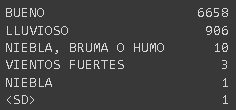 BUENO 6658
LLUVIOSO 906
NIEBLA, BRUMA O HUMO 10
VIENTOS FUERTES 3
NIEBLA 1
<SD> 1